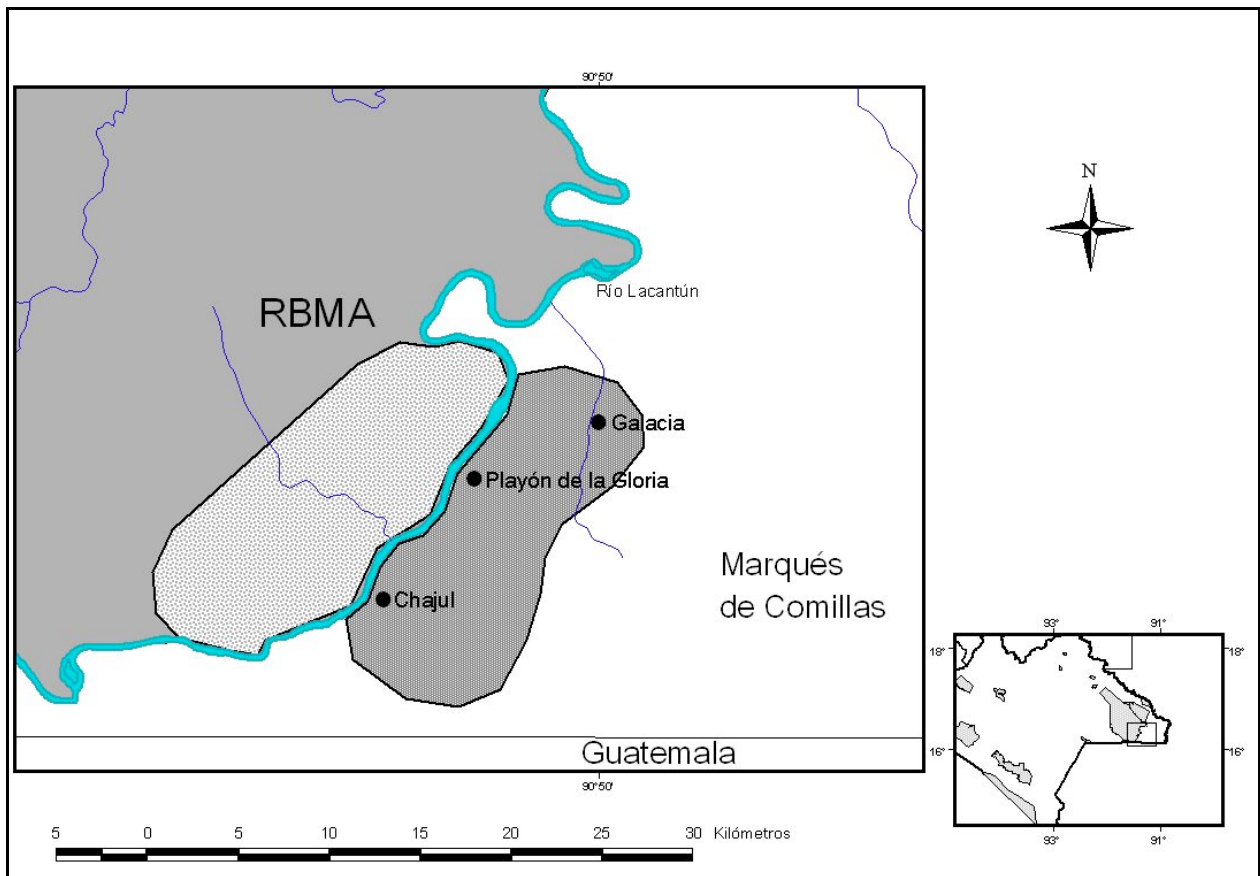 90°50'
N
Río Lacantún
RBMA
Galacia
Playón de la Gloria
Chajul
Marqués
de Comillas
Guatemala
90°50'
5 0 5 10 15 20 25 30 Kilómetros
93° 91°
18° 18°
16° 16°
93° 91°